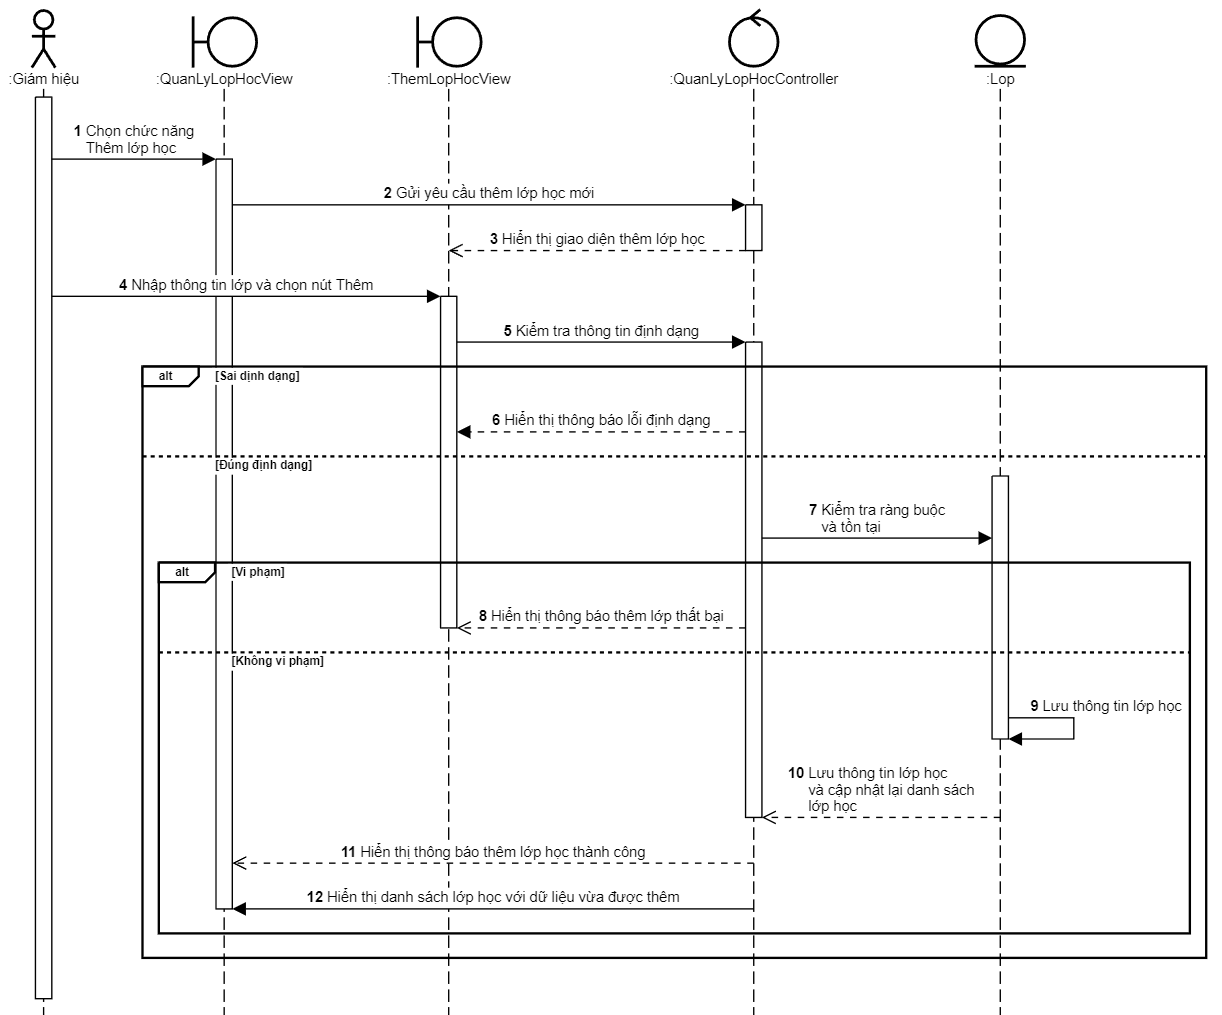 :Giám hiệu
:QuanLyLopHocView
:ThemLopHocView
:QuanLyLopHocController
:Lop
1 Chọn chức năng
Thêm lớp học
2 Gửi yêu cầu thêm lớp học mới
3 Hiển thị giao diện thêm lớp học
4 Nhập thông tin lớp và chọn nút Thêm
5 Kiểm tra thông tin định dạng
alt
[Sai dịnh dạng]
6 Hiển thị thông báo lỗi định dạng
[Đúng định dạng]
7 Kiểm tra ràng buộc
và tồn tại
alt
[Vi phạm]
8 Hiển thị thông báo thêm lớp thất bại
[Không vi phạm]
9 Lưu thông tin lớp học
10 Lưu thông tin lớp học
và cập nhật lại danh sách
lớp học
11 Hiển thị thông báo thêm lớp học thành công
12 Hiển thị danh sách lớp học với dữ liệu vừa được thêm